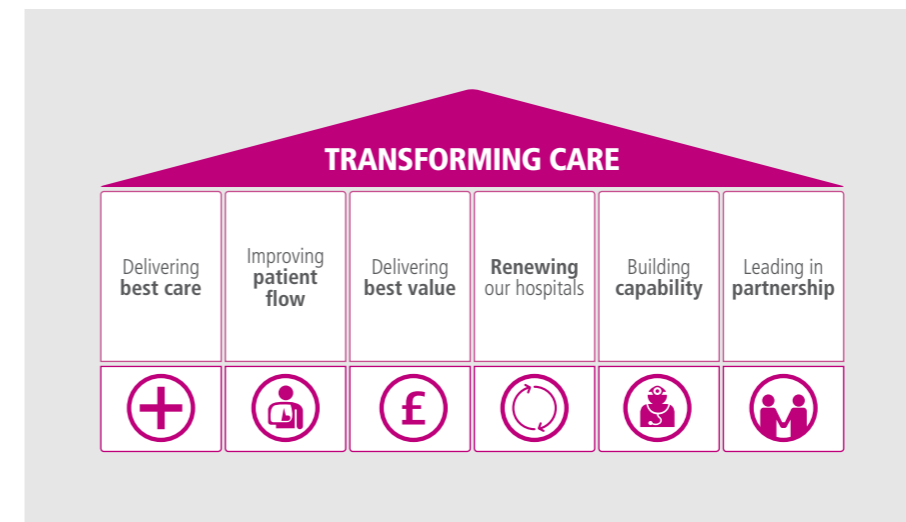 TRANSFORMING CARE
Delivering
best care
Improving
patient
flow
Delivering
best value
Renewing
our hospitals
Building
capability
Leading in
partnership
£